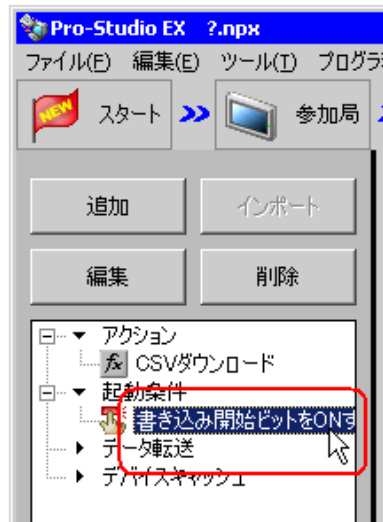 Pro-Studio EX ?.npx
ファイル(F) 編集(E) ツール(T) プログラ
NEW スタート 参加局
追加 インポート
編集 削除
アクション
fx CSVダウンロード
起動条件
書き込み開始ビットをONす
データ転送
デバイスキャッシュ